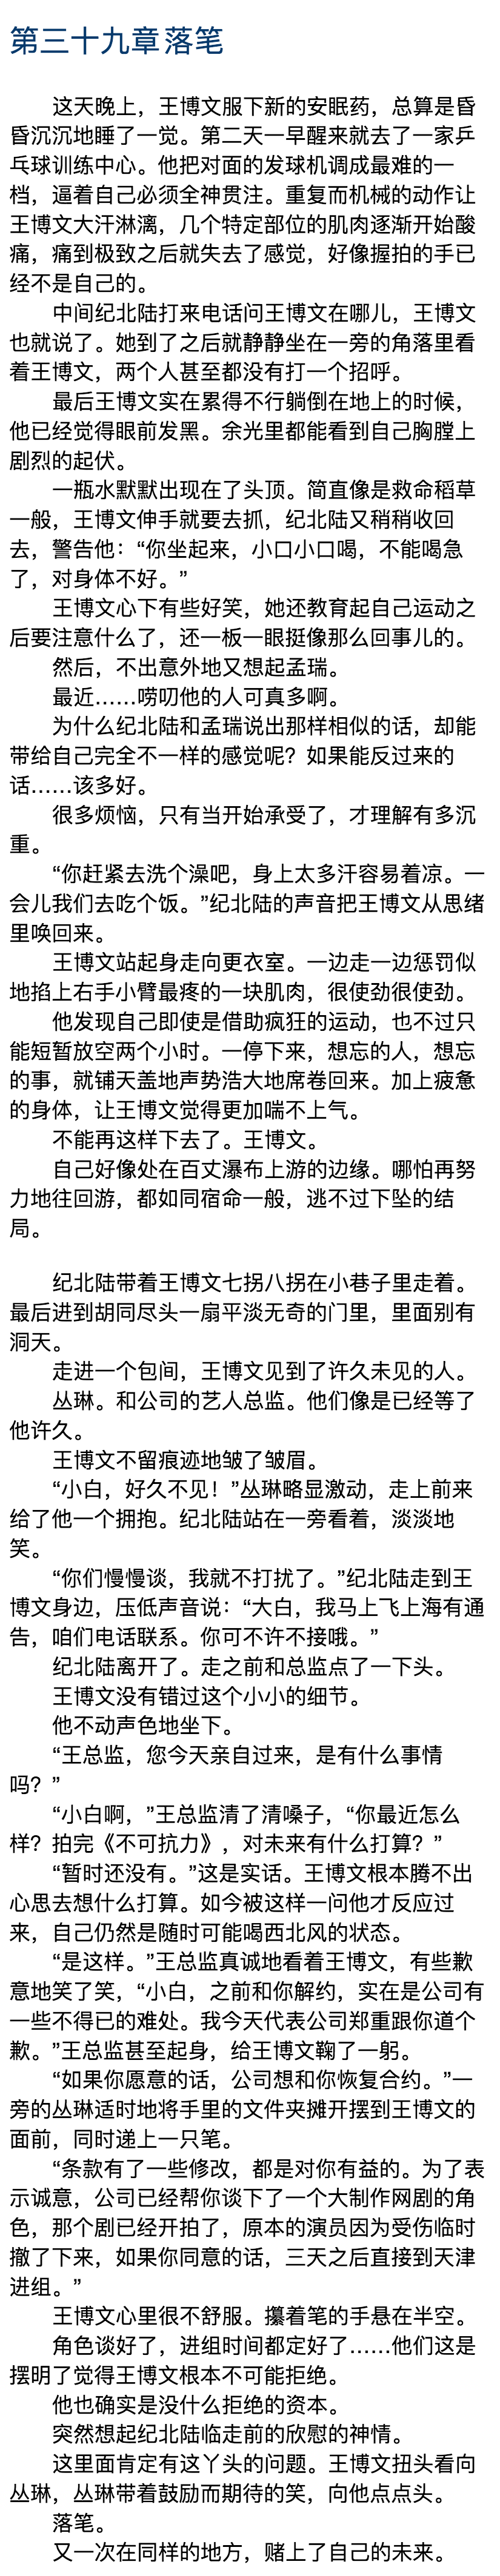 第三十九章 落笔
这天晚上，王博文服下新的安眠药，总算是昏
昏沉沉地睡了一觉。第二天一早醒来就去了一家乒
乓球训练中心。他把对面的发球机调成最难的一
档，逼着自己必须全神贯注。重复而机械的动作让
王博文大汗淋漓，几个特定部位的肌肉逐渐开始酸
痛，痛到极致之后就失去了感觉，好像握拍的手已
经不是自己的。
中间纪北陆打来电话问王博文在哪儿，王博文
也就说了。她到了之后就静静坐在一旁的角落里看
着王博文，两个人甚至都没有打一个招呼。
最后王博文实在累得不行躺倒在地上的时候，
他已经觉得眼前发黑。余光里都能看到自己胸膛上
剧烈的起伏。
一瓶水默默出现在了头顶。简直像是救命稻草
一般，王博文伸手就要去抓，纪北陆又稍稍收回
去，警告他：“你坐起来，小口小口喝，不能喝急
了，对身体不好。”
王博文心下有些好笑，她还教育起自己运动之
后要注意什么了，还一板一眼挺像那么回事儿的。
然后，不出意外地又想起孟瑞。
最近……唠叨他的人可真多啊。
为什么纪北陆和孟瑞说出那样相似的话，却能
带给自己完全不一样的感觉呢？如果能反过来的
话……该多好。
很多烦恼，只有当开始承受了，才理解有多沉
重。
“你赶紧去洗个澡吧，身上太多汗容易着凉。一
会儿我们去吃个饭。”纪北陆的声音把王博文从思绪
里唤回来。
王博文站起身走向更衣室。一边走一边惩罚似
地掐上右手小臂最疼的一块肌肉，很使劲很使劲。
他发现自己即使是借助疯狂的运动，也不过只
能短暂放空两个小时。一停下来，想忘的人，想忘
的事，就铺天盖地声势浩大地席卷回来。加上疲惫
的身体，让王博文觉得更加喘不上气。
不能再这样下去了。王博文。
自己好像处在百丈瀑布上游的边缘。哪怕再努
力地往回游，都如同宿命一般，逃不过下坠的结
局。
纪北陆带着王博文七拐八拐在小巷子里走着。
最后进到胡同尽头一扇平淡无奇的门里，里面别有
洞天。
走进一个包间，王博文见到了许久未见的人。
丛琳。和公司的艺人总监。他们像是已经等了
他许久。
王博文不留痕迹地皱了皱眉。
“小白，好久不见！”丛琳略显激动，走上前来
给了他一个拥抱。纪北陆站在一旁看着，淡淡地
笑。
“你们慢慢谈，我就不打扰了。”纪北陆走到王
博文身边，压低声音说：“大白，我马上飞上海有通
告，咱们电话联系。你可不许不接哦。”
纪北陆离开了。走之前和总监点了一下头。
王博文没有错过这个小小的细节。
他不动声色地坐下。
“王总监，您今天亲自过来，是有什么事情
吗？”
“小白啊，”王总监清了清嗓子，“你最近怎么
样？拍完《不可抗力》，对未来有什么打算？”
“暂时还没有。”这是实话。王博文根本腾不出
心思去想什么打算。如今被这样一问他才反应过
来，自己仍然是随时可能喝西北风的状态。
“是这样。”王总监真诚地看着王博文，有些歉
意地笑了笑，“小白，之前和你解约，实在是公司有
一些不得已的难处。我今天代表公司郑重跟你道个
歉。”王总监甚至起身，给王博文鞠了一躬。
“如果你愿意的话，公司想和你恢复合约。”一
旁的丛琳适时地将手里的文件夹摊开摆到王博文的
面前，同时递上一只笔。
“条款有了一些修改，都是对你有益的。为了表
示诚意，公司已经帮你谈下了一个大制作网剧的角
色，那个剧已经开拍了，原本的演员因为受伤临时
撤了下来，如果你同意的话，三天之后直接到天津
进组。”
王博文心里很不舒服。攥着笔的手悬在半空。
角色谈好了，进组时间都定好了……他们这是
摆明了觉得王博文根本不可能拒绝。
他也确实是没什么拒绝的资本。
突然想起纪北陆临走前的欣慰的神情。
这里面肯定有这丫头的问题。王博文扭头看向
丛琳，丛琳带着鼓励而期待的笑，向他点点头。
落笔。
又一次在同样的地方，赌上了自己的未来。